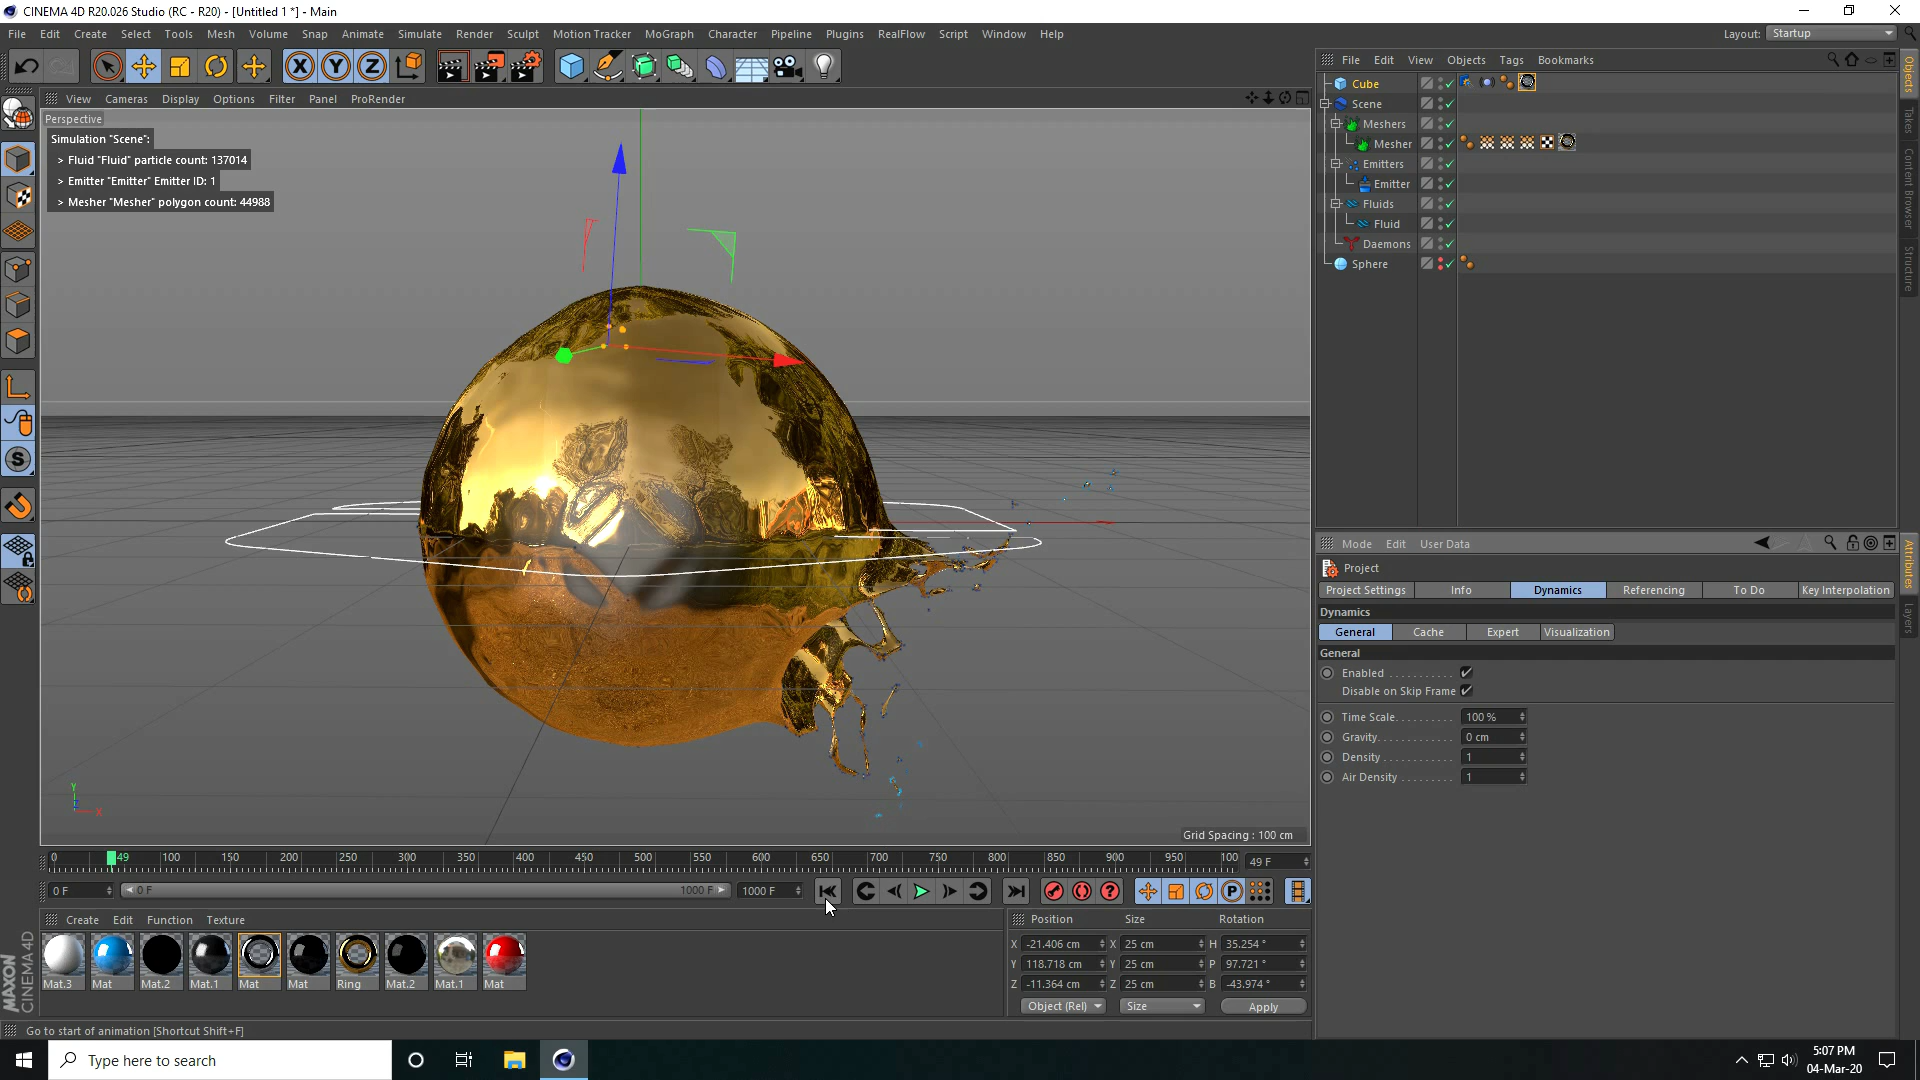 CINEMA 4D R20.026 Studio (RC - R20) - [Untitled 1 *] - Main
File Edit Create Select Tools Mesh Volume Snap Animate Simulate Render Sculpt Motion Tracker MoGraph Character Pipeline Plugins RealFlow Script Window Help
Layout: Startup
X Y Z
View Cameras Display Options Filter Panel ProRender
Perspective
Simulation "Scene":
> Fluid "Fluid" particle count: 137014
> Emitter "Emitter" Emitter ID: 1
> Mesher "Mesher" polygon count: 44988
Y
Z
X
Grid Spacing : 100 cm
File Edit View Objects Tags Bookmarks
Cube
Scene
Meshers
Mesher
Emitters
Emitter
Fluids
Fluid
Daemons
Sphere
Objects
Takes
Content Browser
Structure
Mode Edit User Data
Project
Project Settings Info Dynamics Referencing To Do Key Interpolation
Dynamics
General Cache Expert Visualization
General
Enabled
Disable on Skip Frame
Time Scale 100 %
Gravity 0 cm
Density 1
Air Density 1
Attributes
Layers
0 49 100 150 200 250 300 350 400 450 500 550 600 650 700 750 800 850 900 950 100 49 F
0 F 0 F 1000 F 1000 F
Create Edit Function Texture
Mat.3 Mat Mat.2 Mat.1 Mat Mat Ring Mat.2 Mat.1 Mat
Position Size Rotation
X -21.406 cm X 25 cm H 35.254 °
Y 118.718 cm Y 25 cm P 97.721 °
Z -11.364 cm Z 25 cm B -43.974 °
Object (Rel) Size Apply
MAXON
CINEMA 4D
Go to start of animation [Shortcut Shift+F]
Type here to search
5:07 PM
04-Mar-20